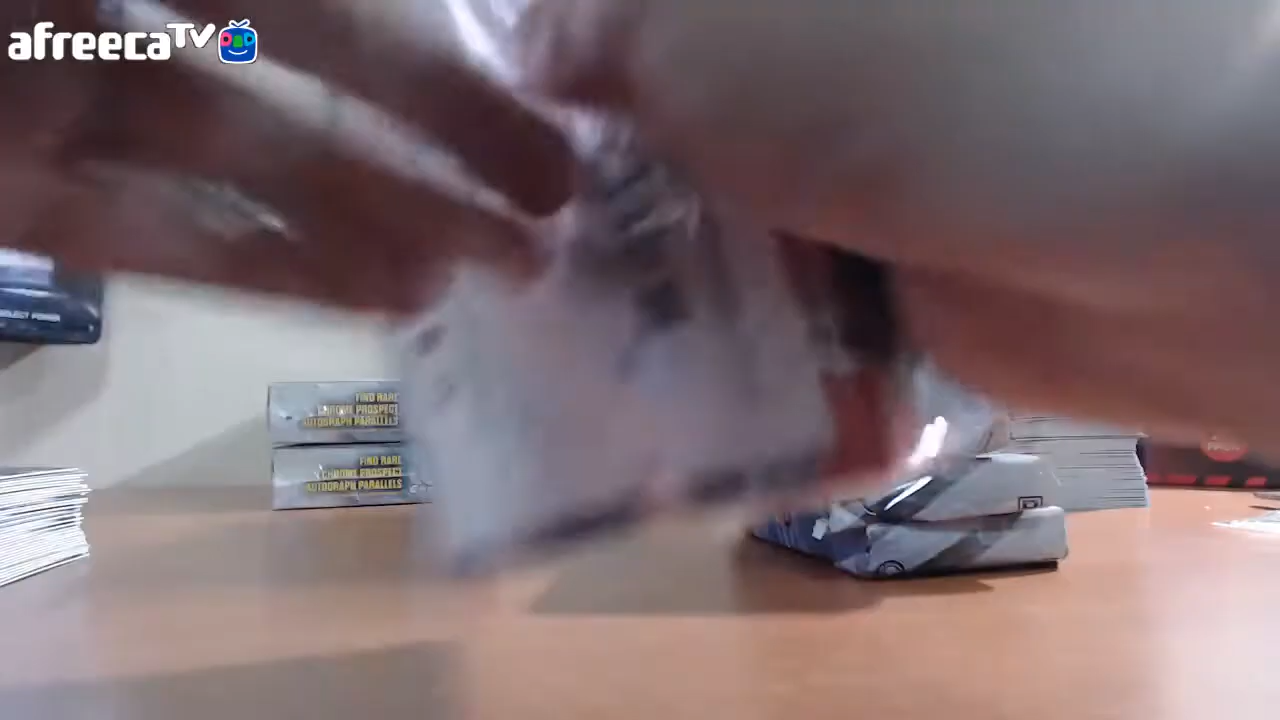 afreecaTV
FIND RARE
CHROME PROSPECT
AUTOGRAPH PARALLELS
FIND RARE
CHROME PROSPECT
AUTOGRAPH PARALLELS